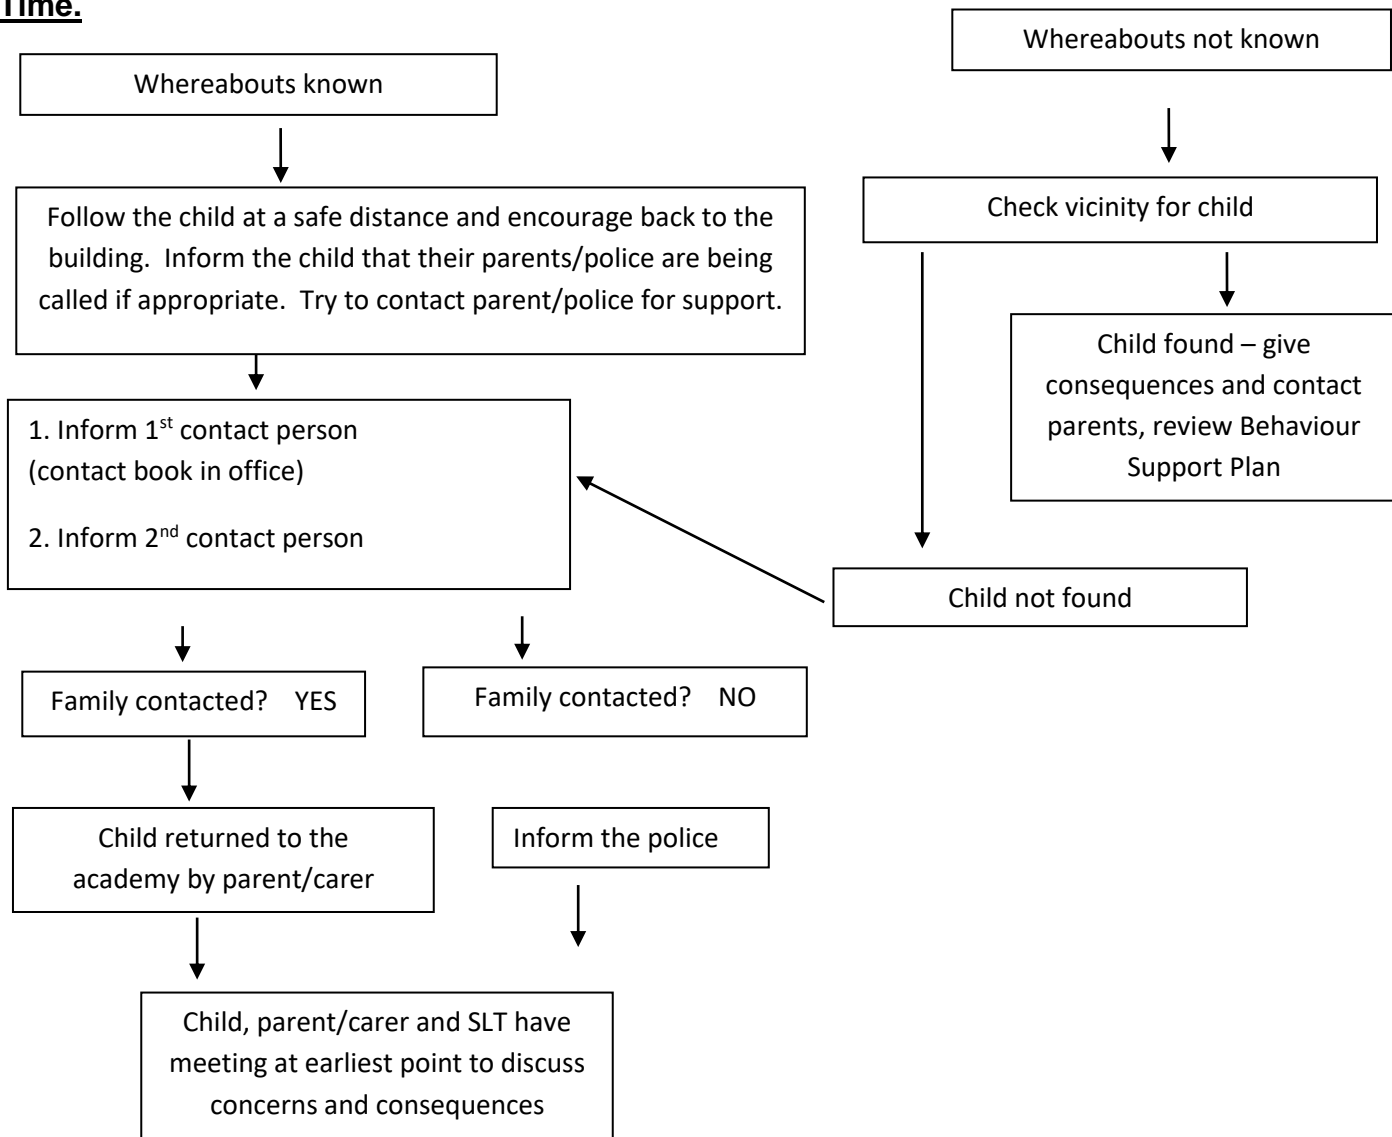 Time.
Whereabouts not known
Whereabouts known
Check vicinity for child
Follow the child at a safe distance and encourage back to the
building.  Inform the child that their parents/police are being
called if appropriate.  Try to contact parent/police for support.
Child found – give
consequences and contact
parents, review Behaviour
Support Plan
1. Inform 1st contact person
(contact book in office)
2. Inform 2nd contact person
Child not found
Family contacted?    YES
Family contacted?    NO
Child returned to the
academy by parent/carer
Inform the police
Child, parent/carer and SLT have
meeting at earliest point to discuss
concerns and consequences